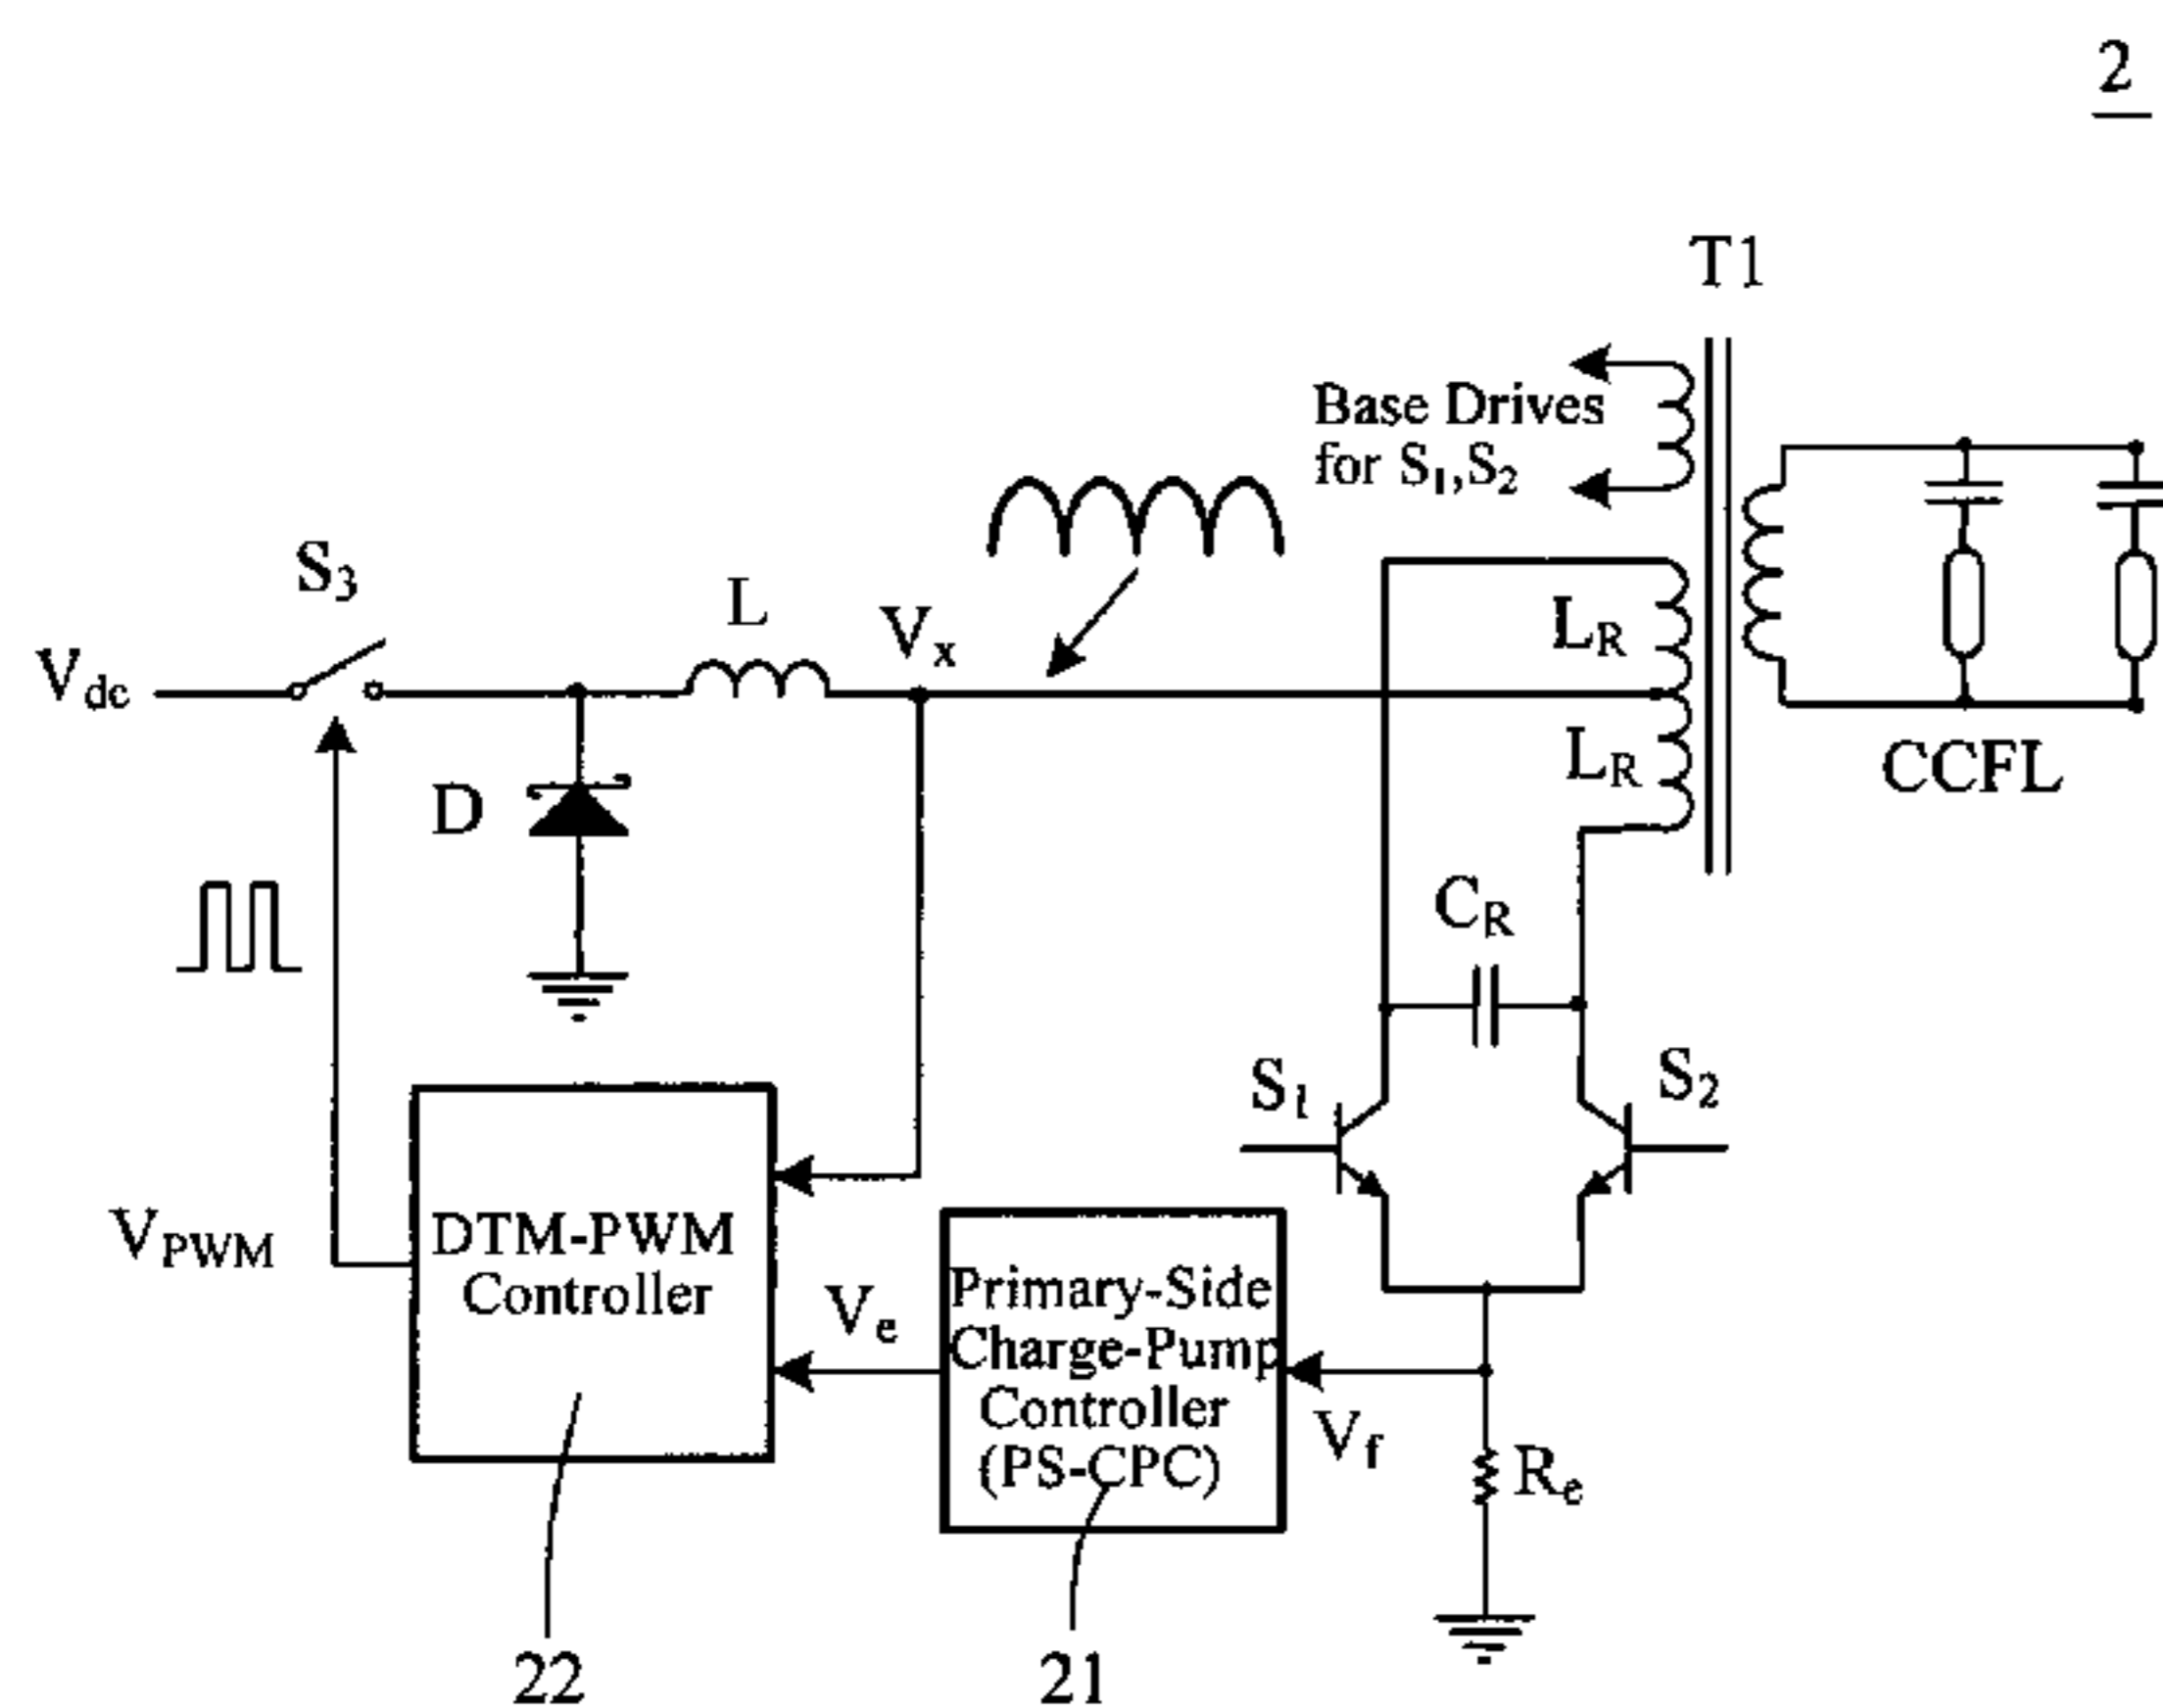 2
T1
Base Drives
for S1,S2
S3
L
Vx
Vdc
LR
LR
D
CCFL
CR
S1
S2
VPWM
DTM-PWM
Controller
Ve
Primary-Side
Charge-Pump
Controller
(PS-CPC)
Vf
Re
22
21